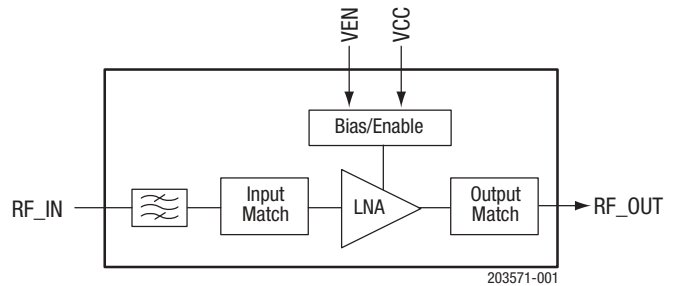 VEN
VCC
Bias/Enable
RF_IN
Input
Match
LNA
Output
Match
RF_OUT
203571-001